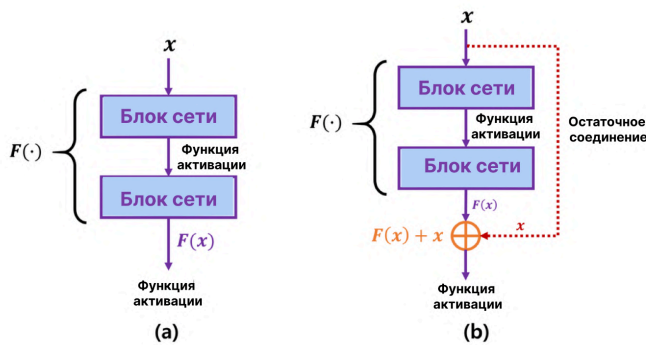 x
Блок сети
F(·)
Функция
активации
Блок сети
F(x)
Функция
активации
(a)
x
Блок сети
F(·)
Функция
активации
Остаточное
соединение
Блок сети
F(x)
F(x) + x
x
Функция
активации
(b)